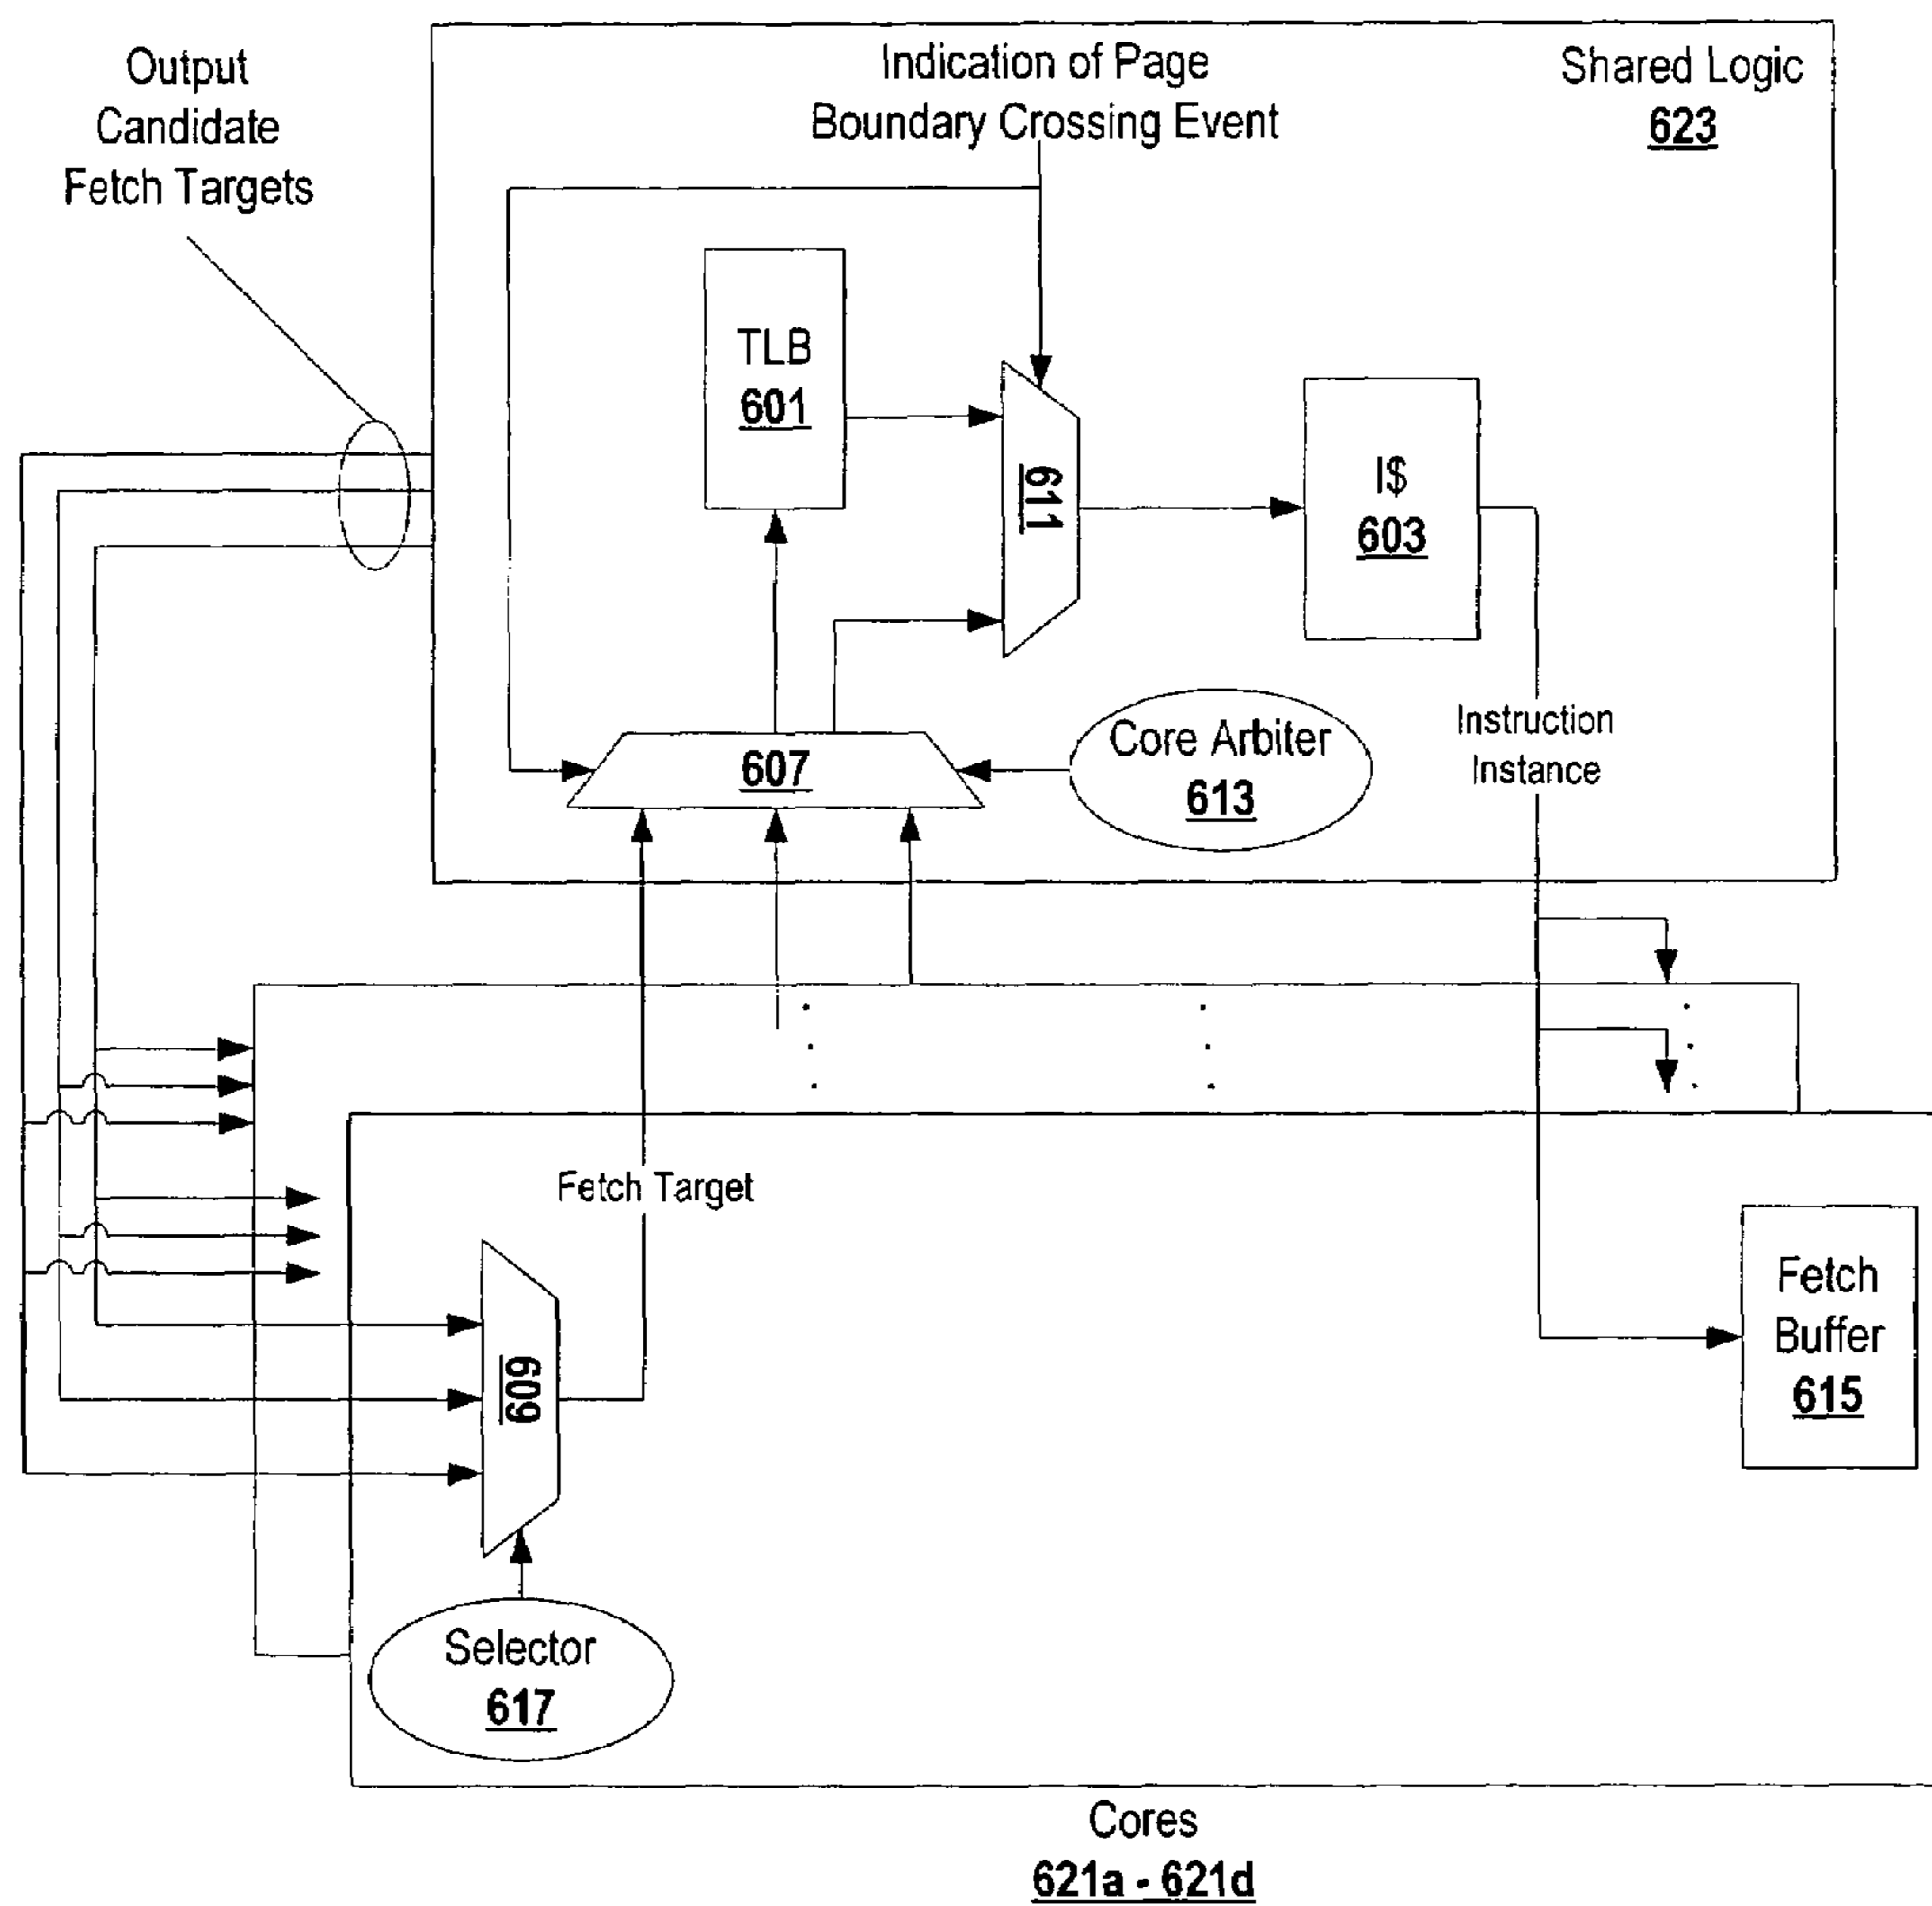 Output
Candidate
Fetch Targets
Indication of Page
Boundary Crossing Event
Shared Logic
623
TLB
601
611
I$
603
607
Core Arbiter
613
Instruction
Instance
Fetch Target
609
Fetch
Buffer
615
Selector
617
Cores
621a - 621d